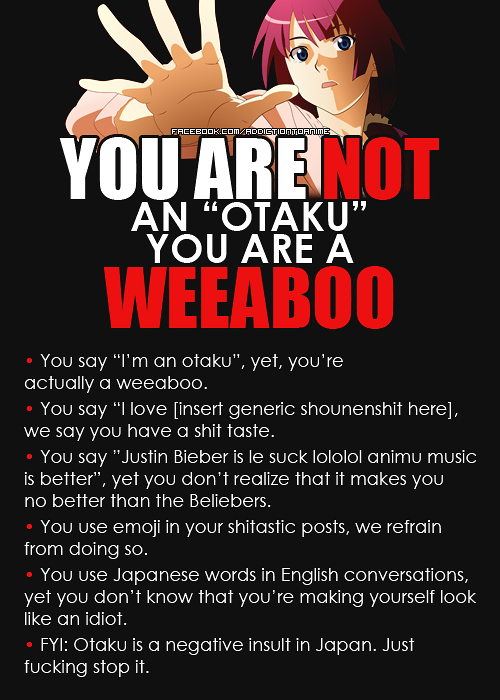 FACEBOOK.COM/ADDICTIONTOANIME
YOU ARE NOT
AN “OTAKU”
YOU ARE A
WEEABOO
• You say “I’m an otaku”, yet, you’re
actually a weeaboo.
• You say “I love [insert generic shounenshit here],
we say you have a shit taste.
• You say ”Justin Bieber is le suck lololol animu music
is better”, yet you don’t realize that it makes you
no better than the Beliebers.
• You use emoji in your shitastic posts, we refrain
from doing so.
• You use Japanese words in English conversations,
yet you don’t know that you’re making yourself look
like an idiot.
• FYI: Otaku is a negative insult in Japan. Just
fucking stop it.